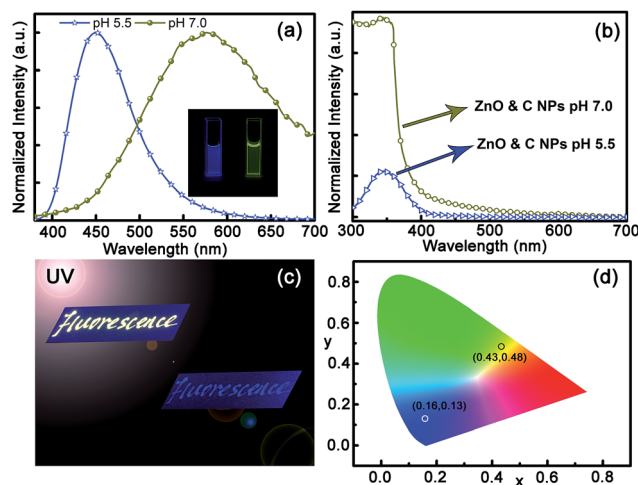 pH 5.5 pH 7.0
(a)
Normalized Intensity (a.u.)
400 450 500 550 600 650 700
Wavelength (nm)
(b)
Normalized Intensity (a.u.)
ZnO & C NPs pH 7.0
ZnO & C NPs pH 5.5
300 400 500 600 700
Wavelength (nm)
UV
(c)
fluorescence
fluorescence
(d)
y
0.8
0.6
0.4
0.2
0.0
(0.43,0.48)
(0.16,0.13)
0.0 0.2 0.4 0.6 0.8
x